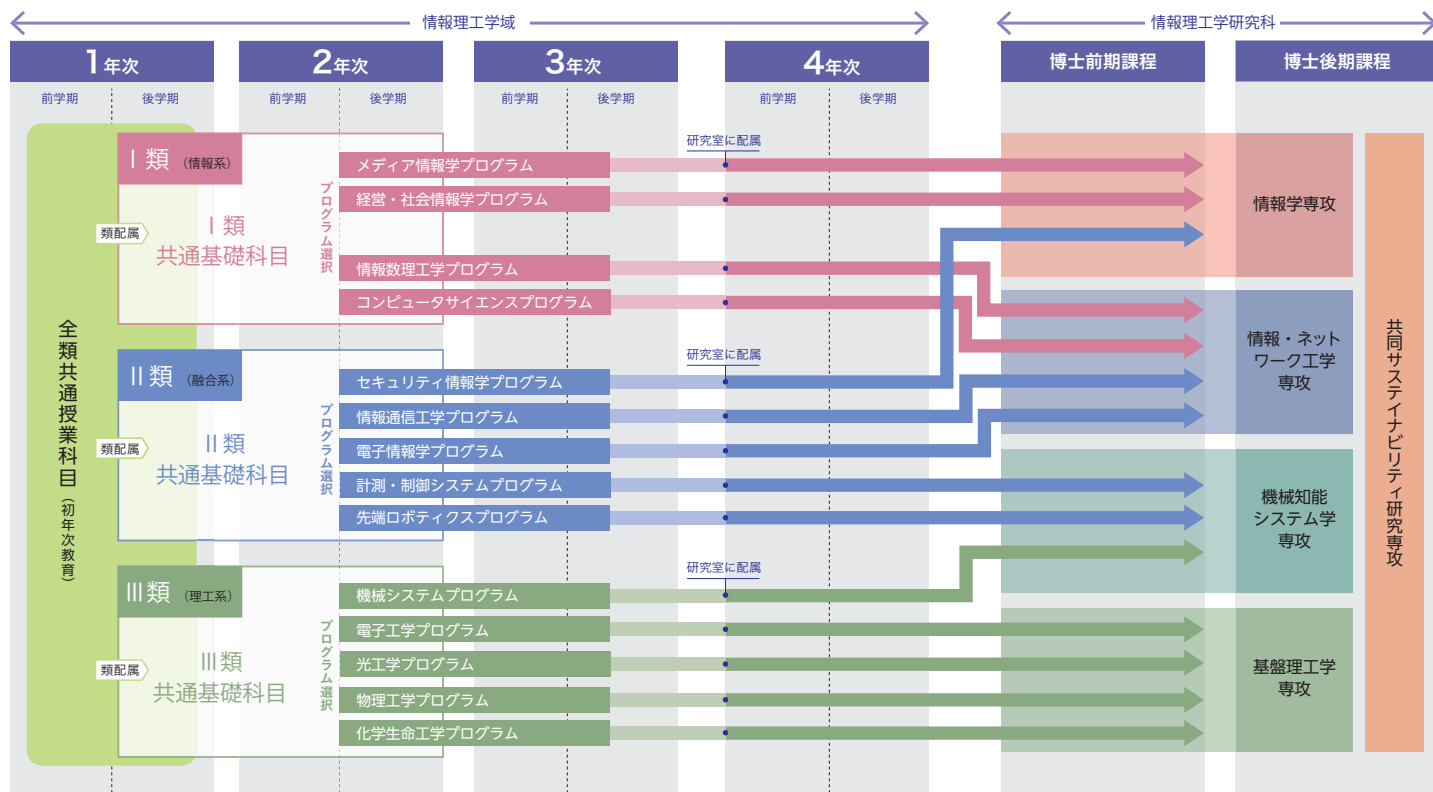 情報理工学域
情報理工学研究科
1年次
2年次
3年次
4年次
博士前期課程
博士後期課程
前学期
後学期
前学期
後学期
前学期
後学期
前学期
後学期
全類共通授業科目（初年次教育）
Ⅰ類（情報系）
類配属
Ⅰ類
共通基礎科目
プログラム選択
メディア情報学プログラム
経営・社会情報学プログラム
情報数理工学プログラム
コンピュータサイエンスプログラム
研究室に配属
Ⅱ類（融合系）
類配属
Ⅱ類
共通基礎科目
プログラム選択
セキュリティ情報学プログラム
情報通信工学プログラム
電子情報学プログラム
計測・制御システムプログラム
先端ロボティクスプログラム
研究室に配属
Ⅲ類（理工系）
類配属
Ⅲ類
共通基礎科目
プログラム選択
機械システムプログラム
電子工学プログラム
光工学プログラム
物理工学プログラム
化学生命工学プログラム
研究室に配属
情報学専攻
情報・ネット
ワーク工学
専攻
機械知能
システム学
専攻
基盤理工学
専攻
共同サステイナビリティ研究専攻